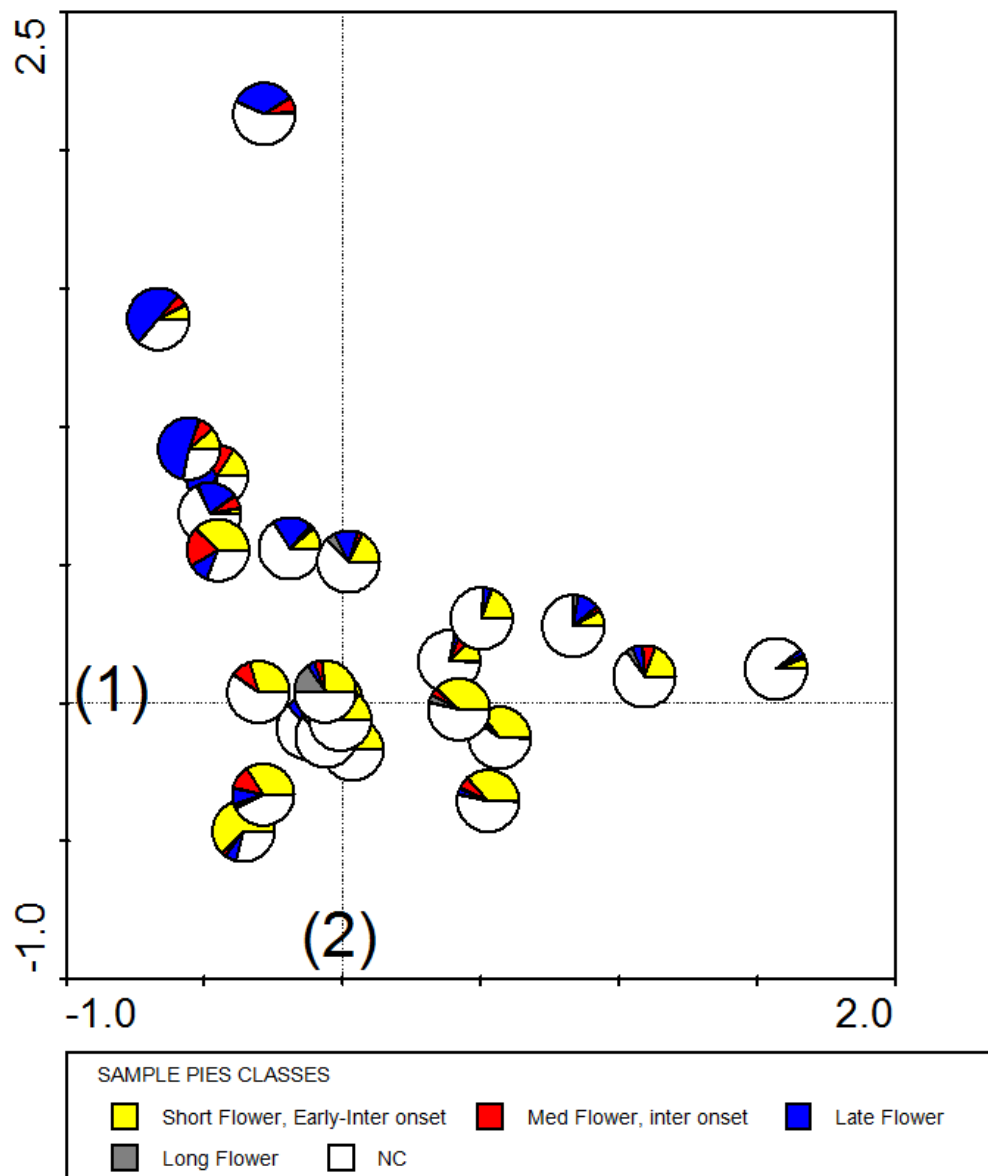 2.5
(1)
-1.0
(2)
-1.0 2.0
SAMPLE PIES CLASSES
Short Flower, Early-Inter onset Med Flower, inter onset Late Flower
Long Flower NC